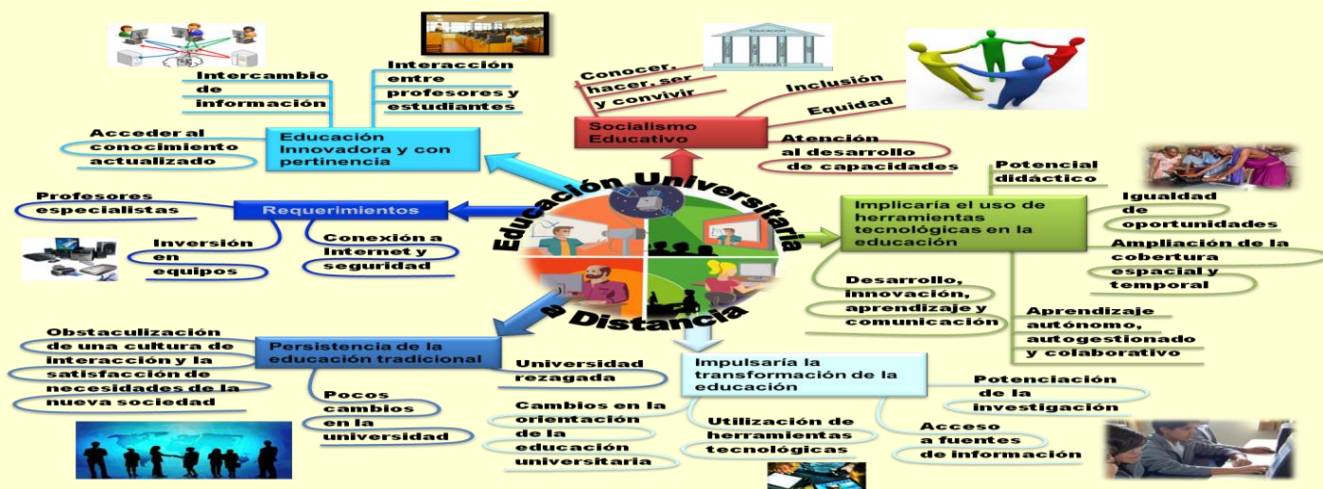 Intercambio
de
información
Interacción
entre
profesores y
estudiantes
Acceder al
conocimiento
actualizado
Educación
Innovadora y con
pertinencia
Conocer,
hacer, ser
y convivir
Inclusión
Equidad
Socialismo
Educativo
Atención
al desarrollo
de capacidades
EDUCACIÓN
Profesores
especialistas
Requerimientos
Inversión
en
equipos
Conexión a
Internet y
seguridad
Educación Universitaria
a Distancia
Potencial
didáctico
Implicaría el uso de
herramientas
tecnológicas en la
educación
Igualdad
de
oportunidades
Ampliación de la
cobertura
espacial y
temporal
Desarrollo,
innovación,
aprendizaje y
comunicación
Aprendizaje
autónomo,
autogestionado
y colaborativo
Obstaculización
de una cultura de
interacción y la
satisfacción de
necesidades de la
nueva sociedad
Persistencia de la
educación tradicional
Pocos
cambios
en la
universidad
Universidad
rezagada
Impulsaría la
transformación de la
educación
Cambios en la
orientación
de la
educación
universitaria
Utilización de
herramientas
tecnológicas
Potenciación
de la
investigación
Acceso
a fuentes
de información